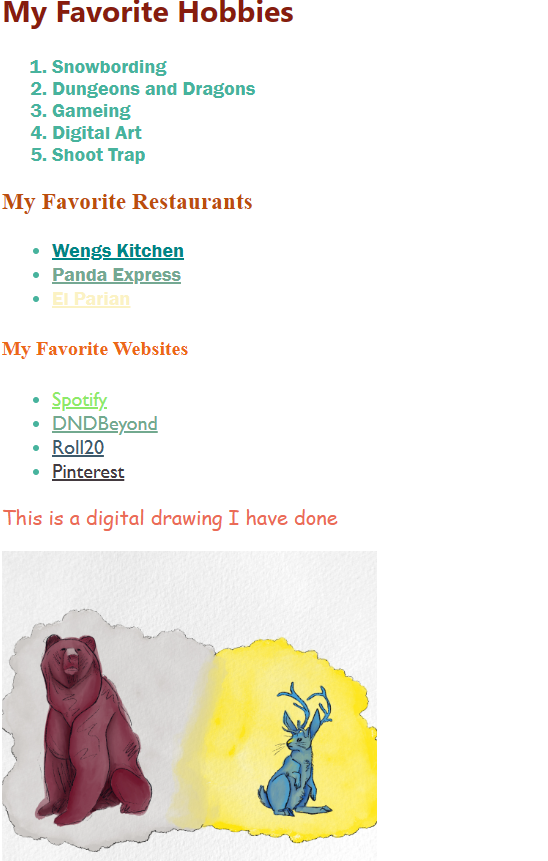 My Favorite Hobbies
1. Snowbording
2. Dungeons and Dragons
3. Gameing
4. Digital Art
5. Shoot Trap
My Favorite Restaurants
• Wengs Kitchen
• Panda Express
• El Parian
My Favorite Websites
• Spotify
• DNDBeyond
• Roll20
• Pinterest
This is a digital drawing I have done